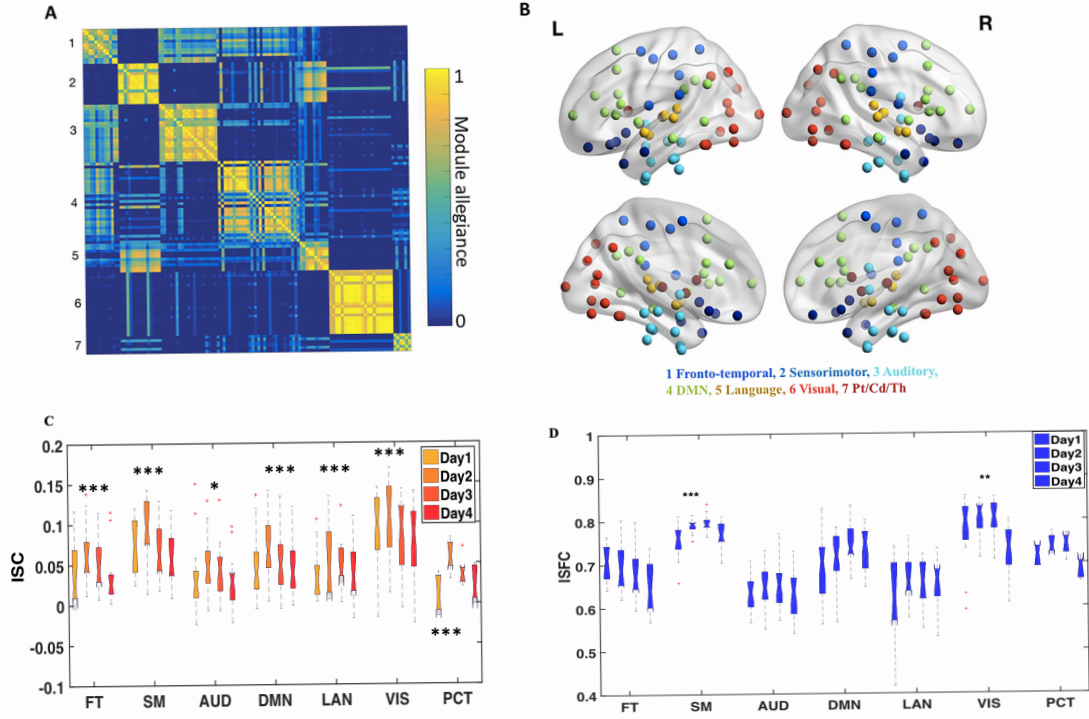 A
1
2
3
4
5
6
7
1
Module allegiance
0
B
L
R
1 Fronto-temporal, 2 Sensorimotor, 3 Auditory,
4 DMN, 5 Language, 6 Visual, 7 Pt/Cd/Th
C
0.2
0.15
0.1
0.05
0
-0.05
-0.1
ISC
***
***
*
***
***
***
***
Day1
Day2
Day3
Day4
FT SM AUD DMN LAN VIS PCT
D
1
0.9
0.8
0.7
0.6
0.5
0.4
ISFC
***
**
Day1
Day2
Day3
Day4
FT SM AUD DMN LAN VIS PCT